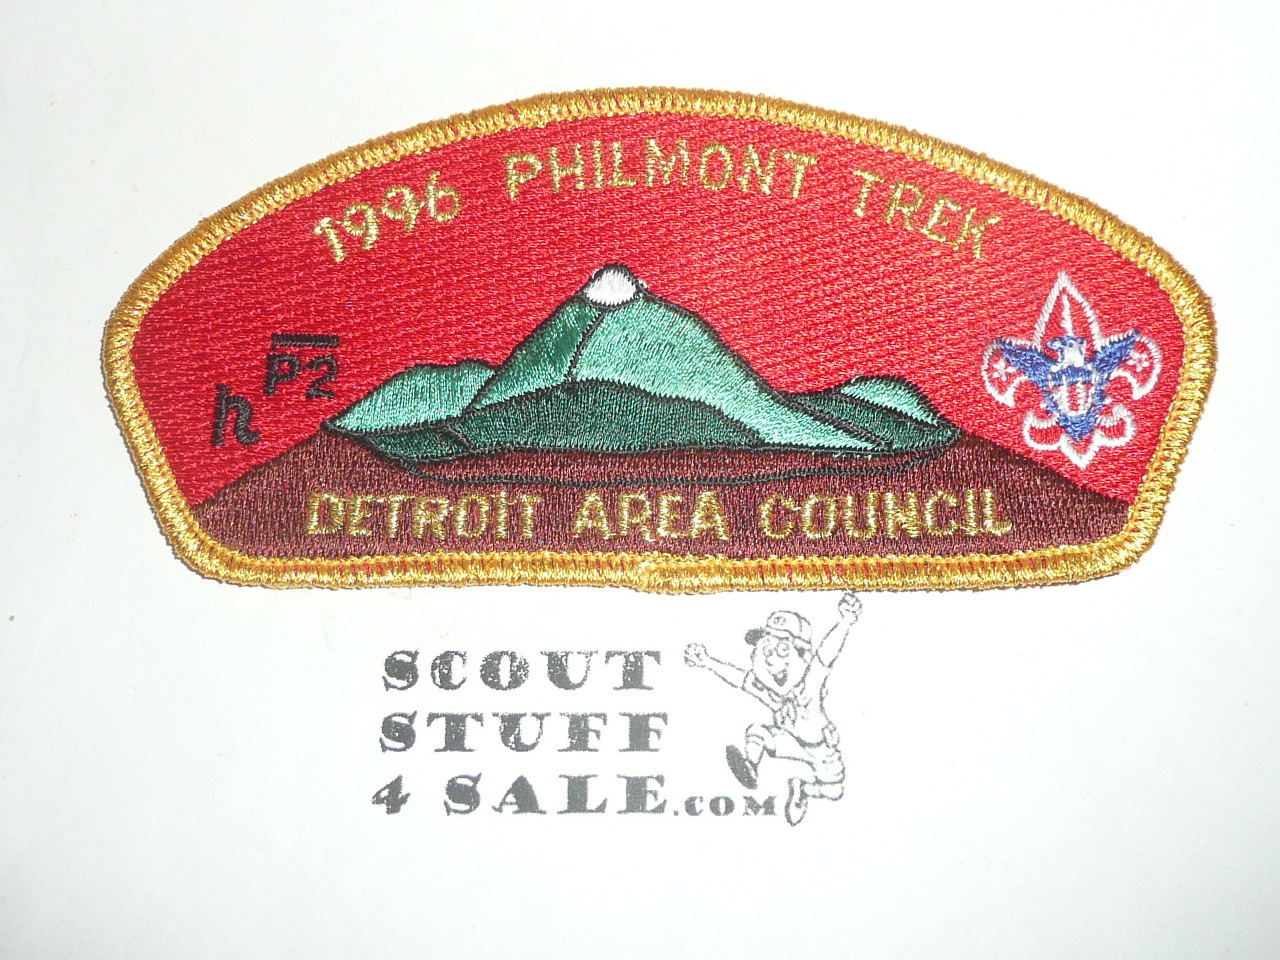 1996 PHILMONT TREK
P2
h
DETROIT AREA COUNCIL
SCOUT
STUFF
4 SALE.COM